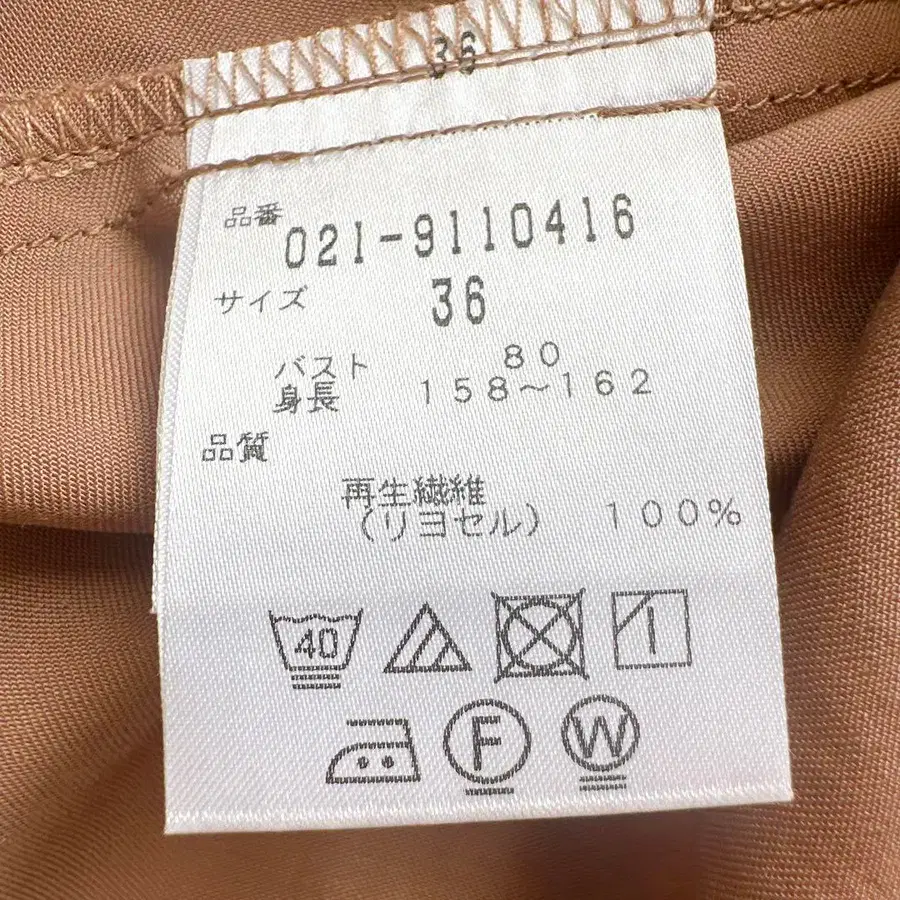 36
品番
021-9110416
サイズ 36
バスト 80
身長 158～162
品質
再生繊維
（リヨセル） 100%
40
F W